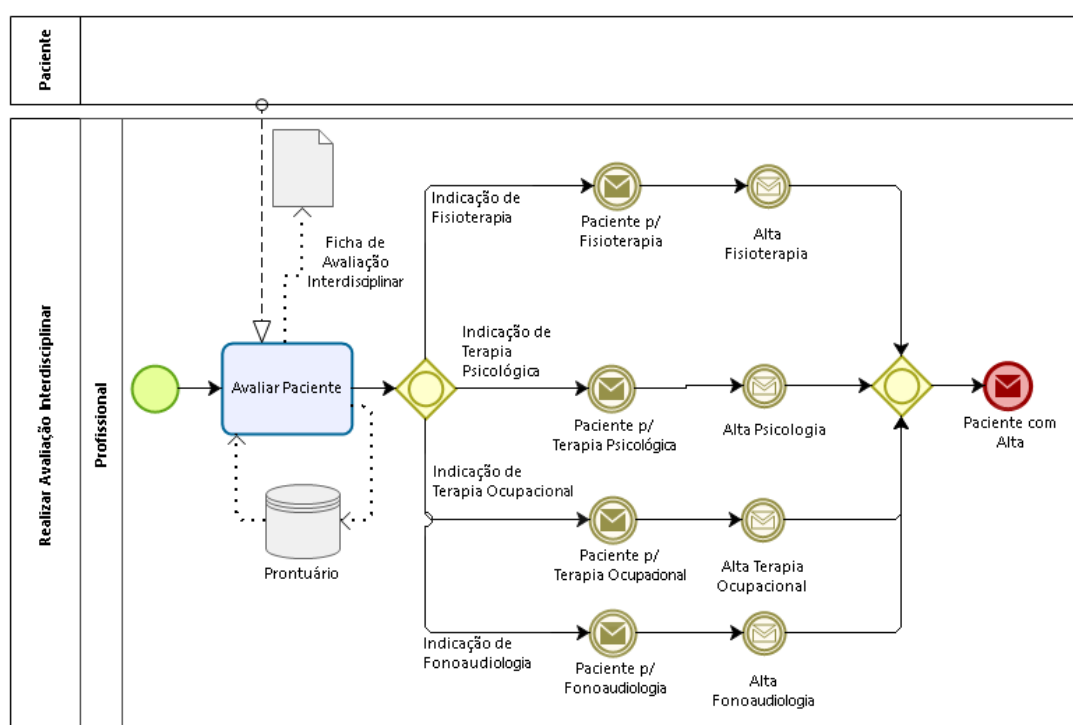 Paciente
Realizar Avaliação Interdisciplinar
Profissional
Ficha de
Avaliação
Interdisciplinar
Avaliar Paciente
Prontuário
Indicação de
Fisioterapia
Paciente p/
Fisioterapia
Alta
Fisioterapia
Indicação de
Terapia
Psicológica
Paciente p/
Terapia Psicológica
Alta Psicologia
Paciente com
Alta
Indicação de
Terapia Ocupacional
Paciente p/
Terapia Ocupacional
Alta Terapia
Ocupacional
Indicação de
Fonoaudiologia
Paciente p/
Fonoaudiologia
Alta
Fonoaudiologia